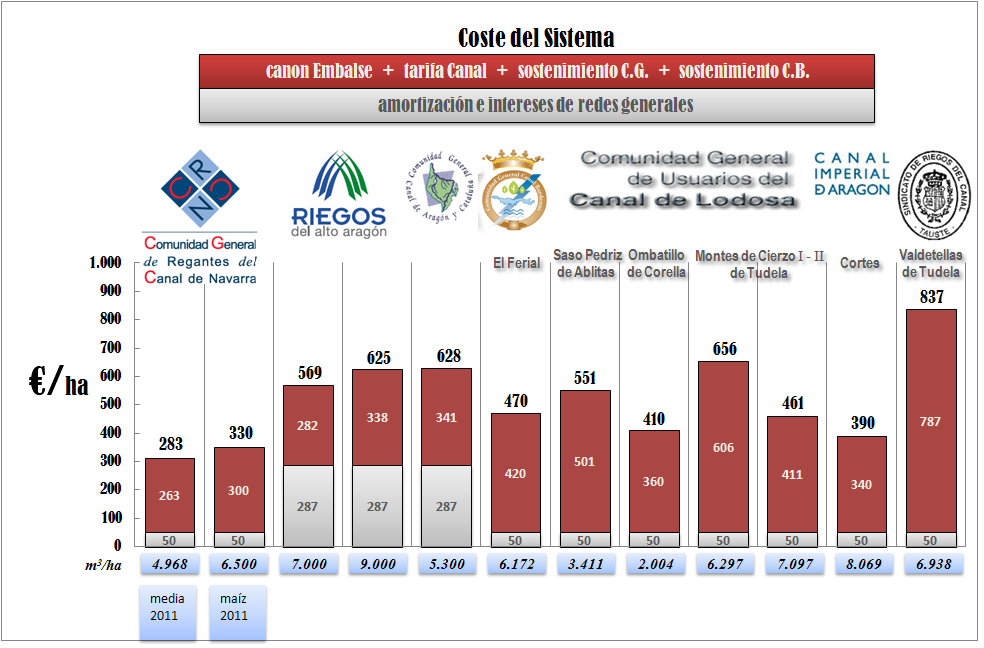 Coste del Sistema
canon Embalse + tarifa Canal + sostenimiento C.G. + sostenimiento C.B.
amortización e intereses de redes generales
CRNC
Comunidad General
de Regantes del
Canal de Navarra
RIEGOS
del alto aragón
Comunidad General
Canal de Aragón y Cataluña
Comunidad General
de Usuarios del
Canal de Lodosa
CANAL
IMPERIAL
DARAGON
SINDICATO DE RIEGOS DEL CANAL
- TAUSTE -
El Ferial
Saso Pedriz
de Ablitas
Ombatillo
de Corella
Montes de Cierzo I - II
de Tudela
Cortes
Valdetellas
de Tudela
€/ha
1.000
900
800
700
600
500
400
300
200
100
0
283
330
569
625
628
470
551
410
656
461
390
837
263
300
282
338
341
420
501
360
606
411
340
787
50
50
287
287
287
50
50
50
50
50
50
50
m³/ha
4.968
6.500
7.000
9.000
5.300
6.172
3.411
2.004
6.297
7.097
8.069
6.938
media
2011
maíz
2011